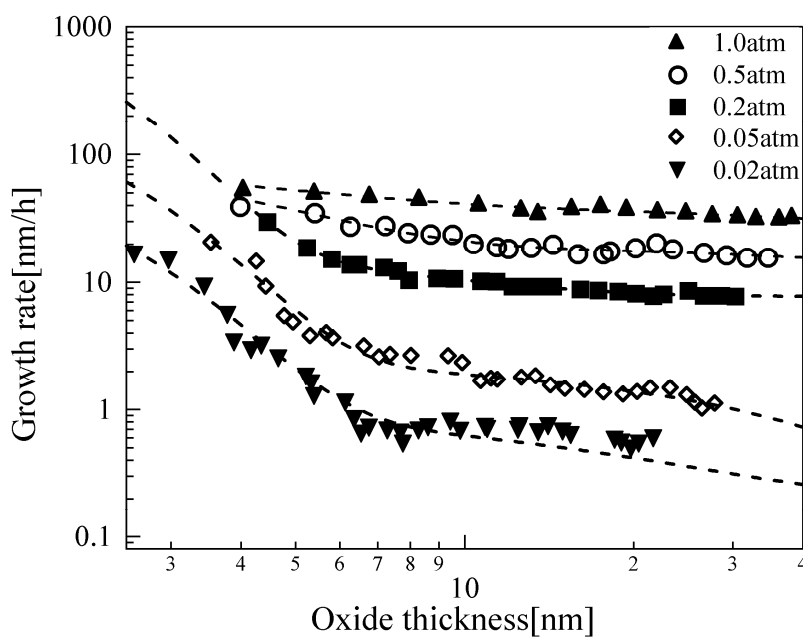 1000
100
10
1
0.1
Growth rate[nm/h]
1.0atm
0.5atm
0.2atm
0.05atm
0.02atm
3 4 5 6 7 8 9 10 2 3 4
Oxide thickness[nm]